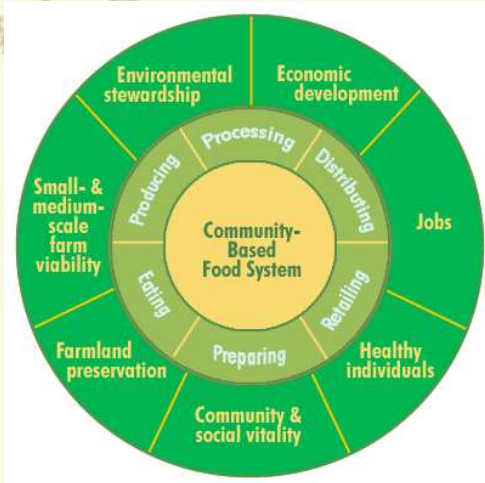 Environmental
stewardship
Economic
development
Jobs
Healthy
individuals
Community &
social vitality
Farmland
preservation
Small- &
medium-
scale
farm
viability
Processing
Distributing
Retailing
Preparing
Eating
Producing
Community-
Based
Food System